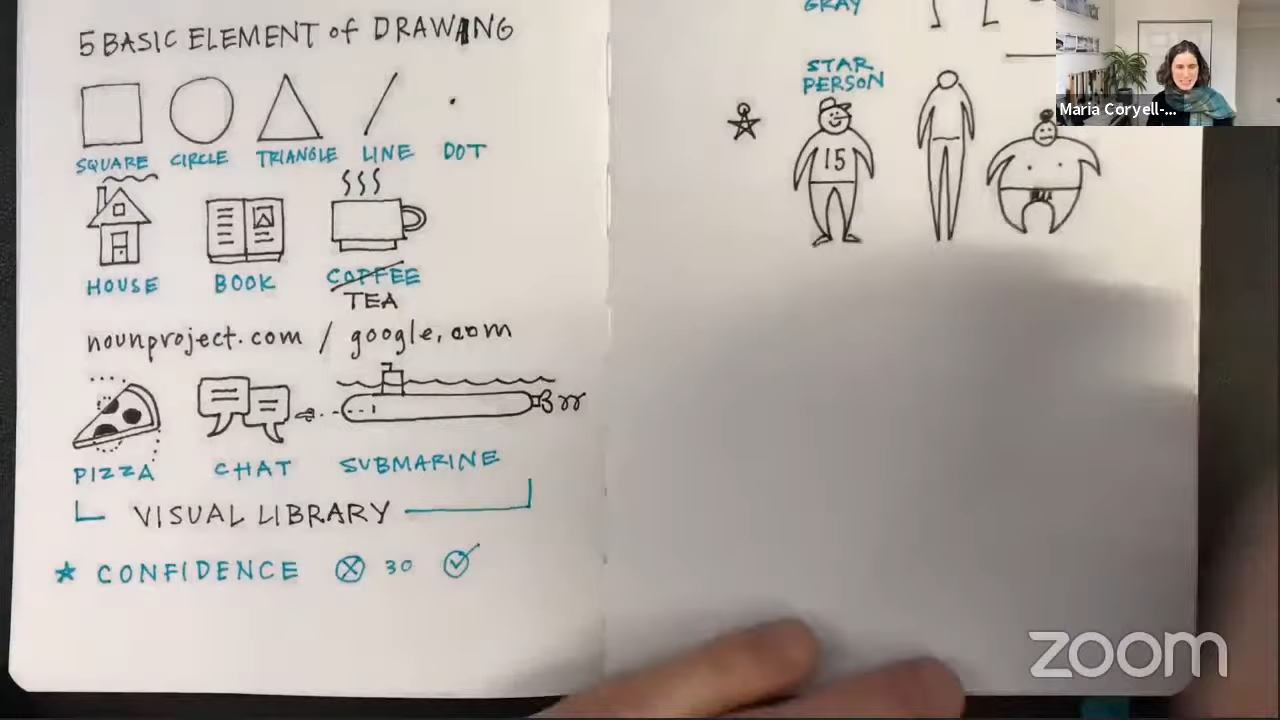 5 BASIC ELEMENT of DRAWING
SQUARE CIRCLE TRIANGLE LINE DOT
HOUSE BOOK COFFEE
TEA
nounproject.com / google.com
PIZZA CHAT SUBMARINE
VISUAL LIBRARY
★ CONFIDENCE ⊗ 30
GRAY
STAR
PERSON
15
Maria Coryell-...
zoom